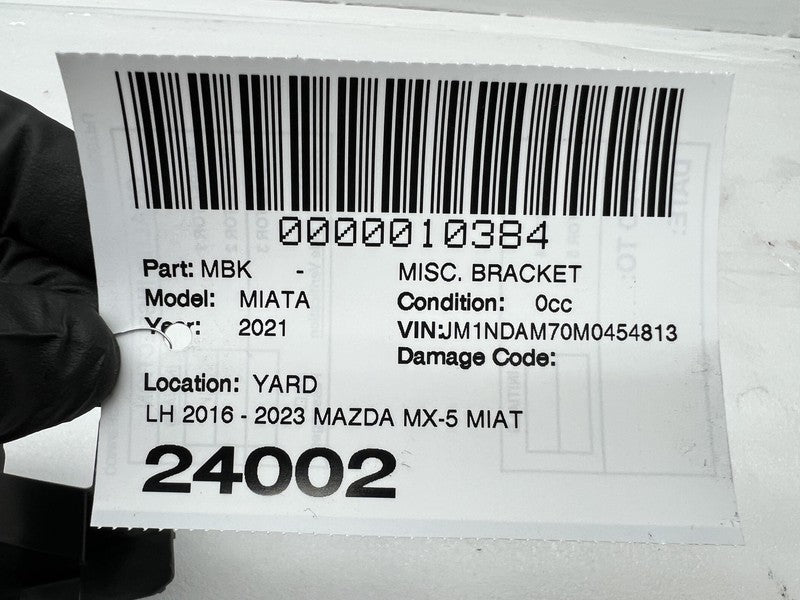 0000010384
Part: MBK - MISC. BRACKET
Model: MIATA Condition: 0cc
Year: 2021 VIN:JM1NDAM70M0454813
Damage Code:
Location: YARD
LH 2016 - 2023 MAZDA MX-5 MIAT
24002